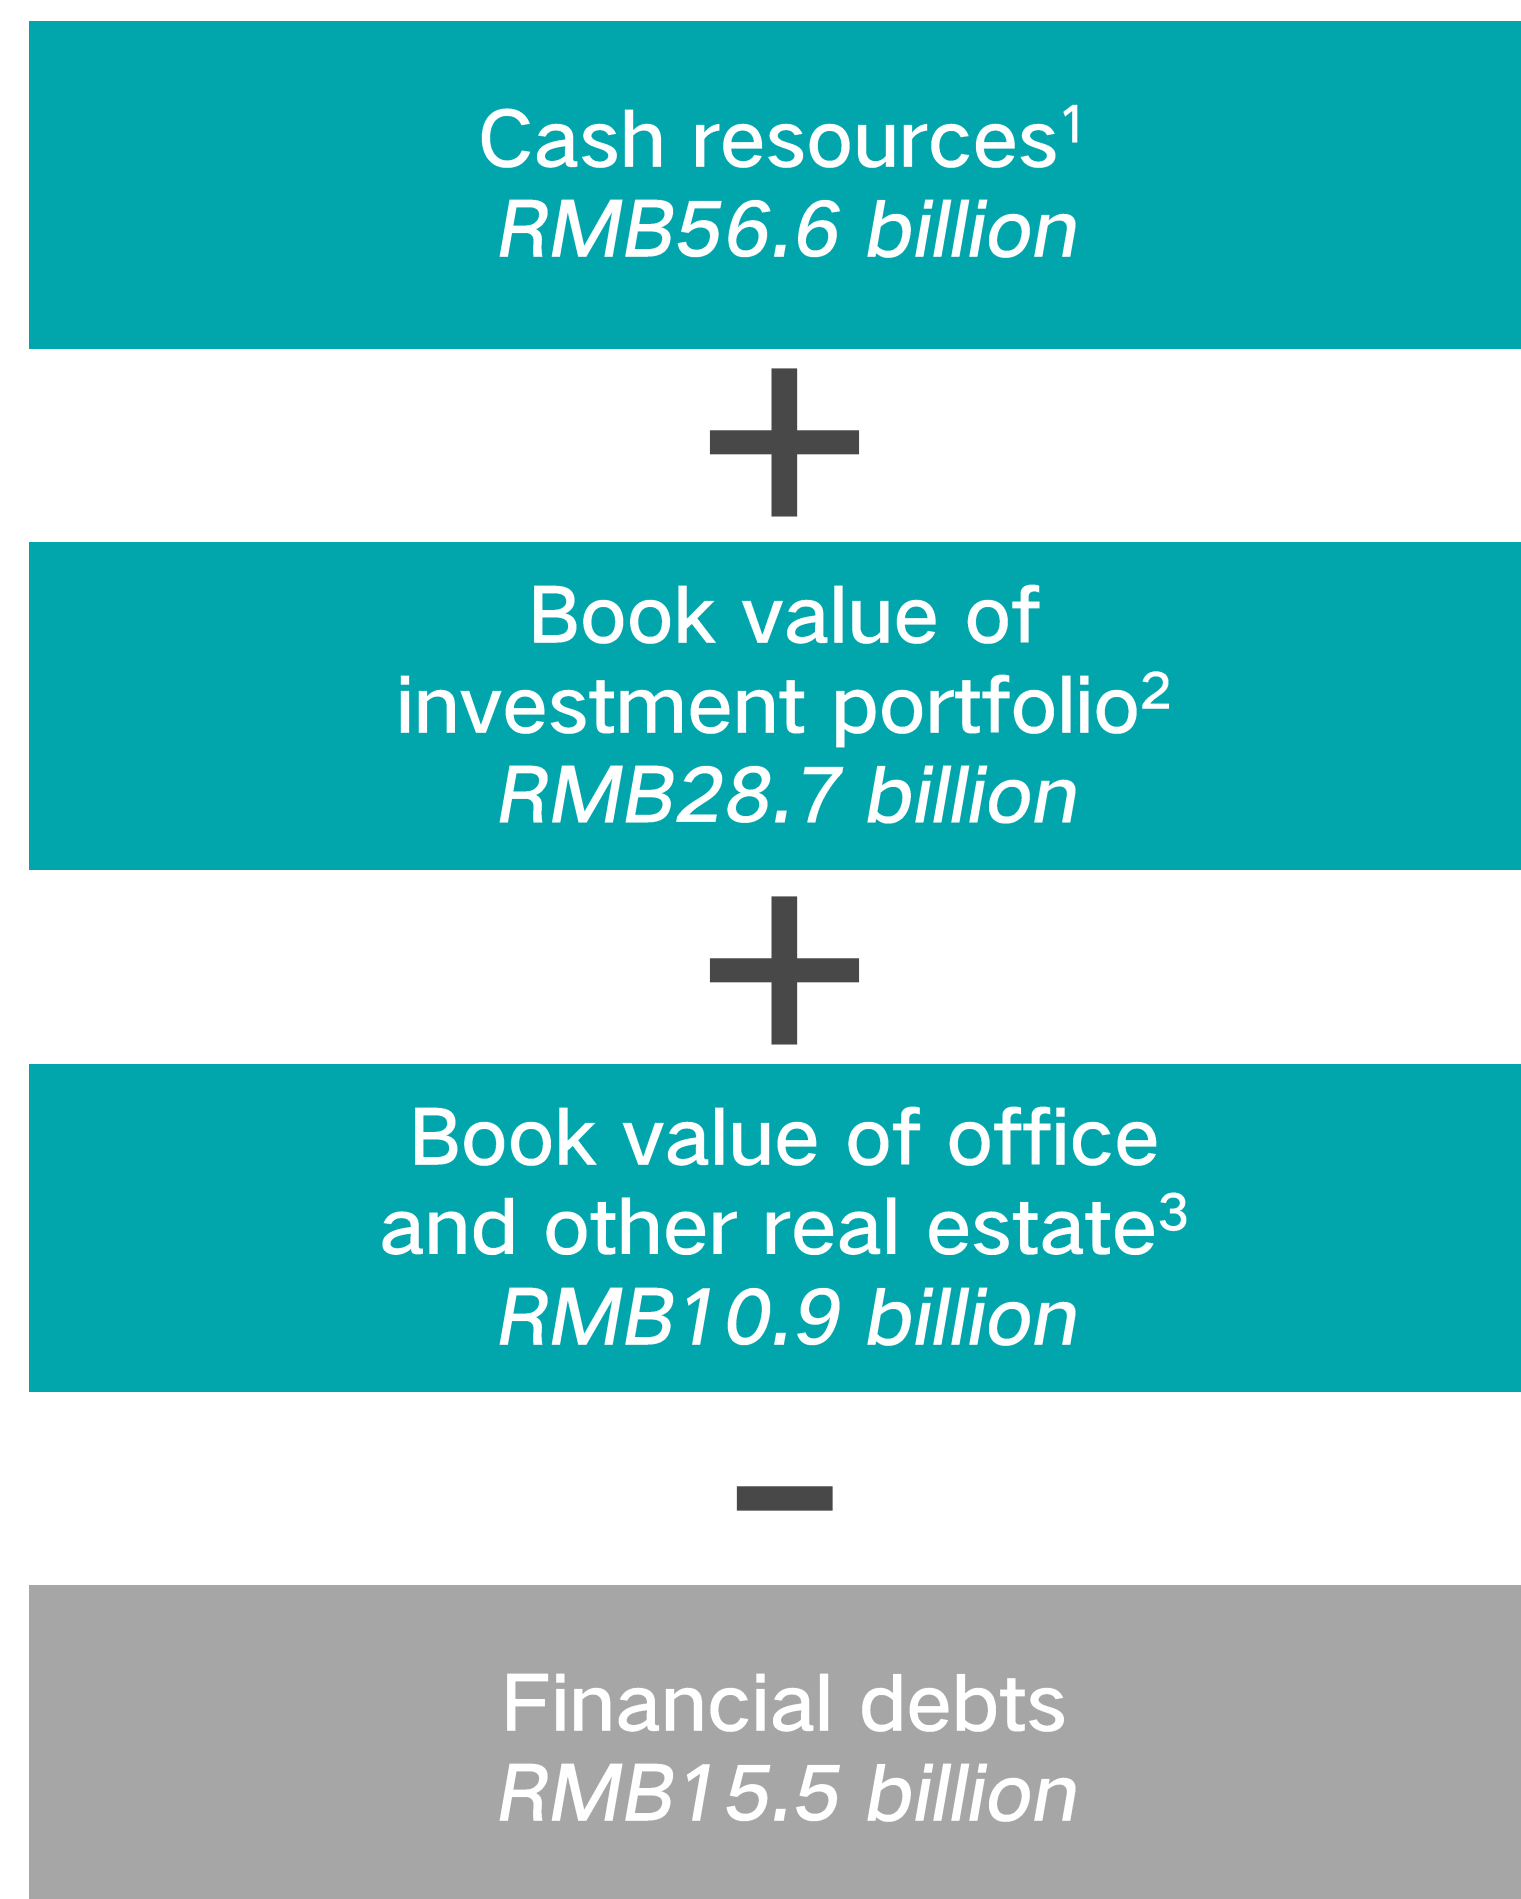 Cash resources¹
RMB56.6 billion
+
Book value of
investment portfolio²
RMB28.7 billion
+
Book value of office
and other real estate³
RMB10.9 billion
-
Financial debts
RMB15.5 billion